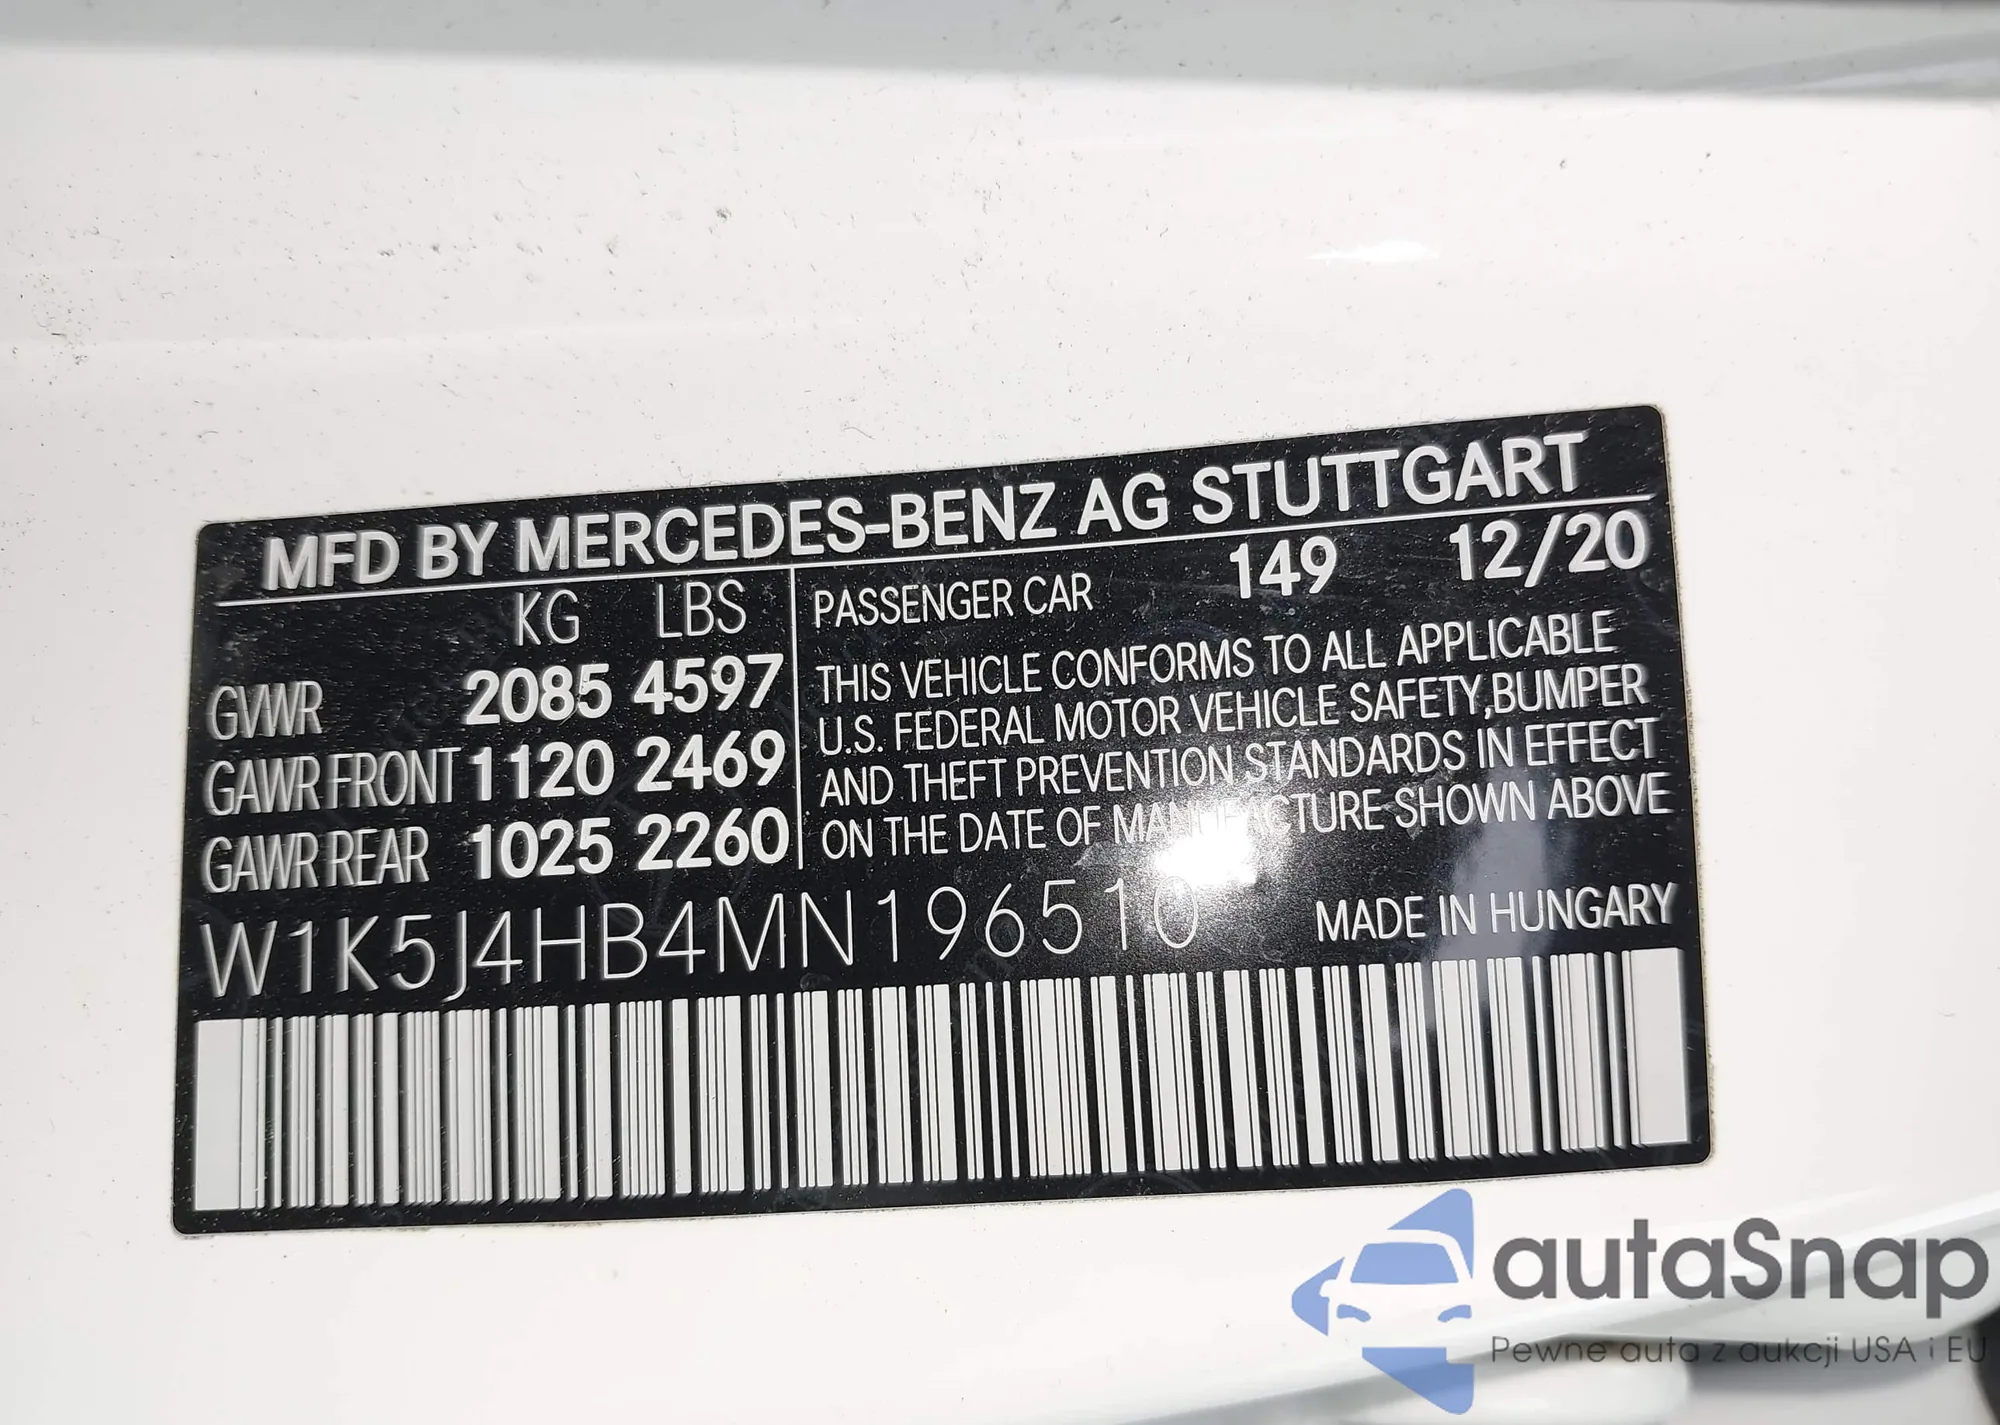 MFD BY MERCEDES-BENZ AG STUTTGART
KG LBS
GVWR 2085 4597
GAWR FRONT 1120 2469
GAWR REAR 1025 2260
PASSENGER CAR 149 12/20
THIS VEHICLE CONFORMS TO ALL APPLICABLE
U.S. FEDERAL MOTOR VEHICLE SAFETY,BUMPER
AND THEFT PREVENTION STANDARDS IN EFFECT
ON THE DATE OF MANUFACTURE SHOWN ABOVE
W1K5J4HB4MN196510 MADE IN HUNGARY
autaSnap
Pewne auta z aukcji USA i EU